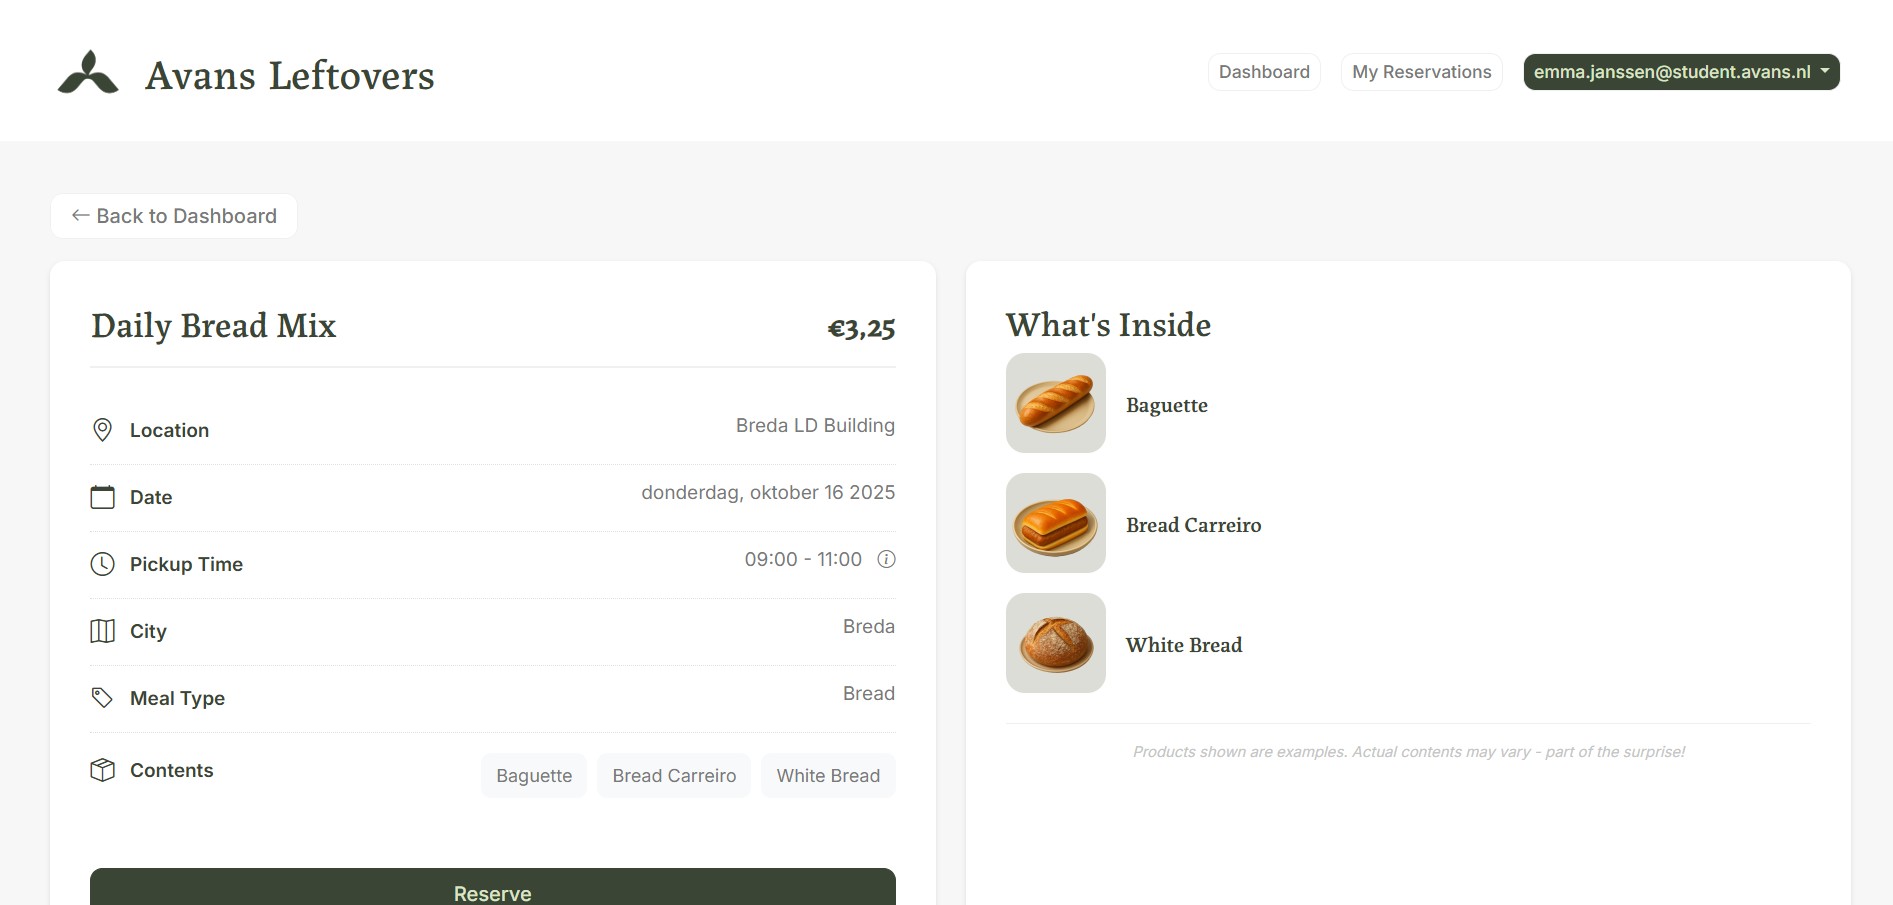 Avans Leftovers
Dashboard
My Reservations
emma.janssen@student.avans.nl
← Back to Dashboard
Daily Bread Mix
€3,25
Location
Breda LD Building
Date
donderdag, oktober 16 2025
Pickup Time
09:00 - 11:00
City
Breda
Meal Type
Bread
Contents
Baguette
Bread Carreiro
White Bread
Reserve
What's Inside
Baguette
Bread Carreiro
White Bread
Products shown are examples. Actual contents may vary - part of the surprise!